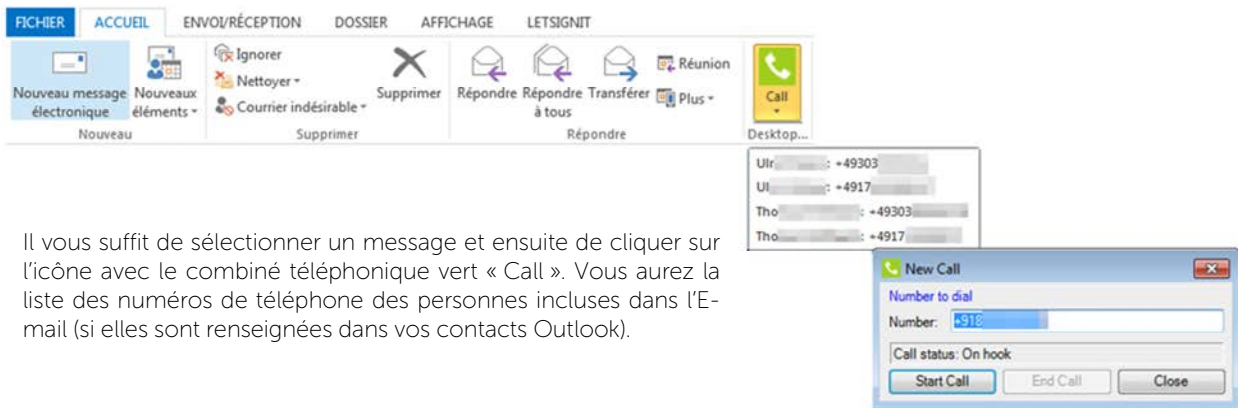 FICHIER ACCUEIL ENVOI/RÉCEPTION DOSSIER AFFICHAGE LETSIGNIT
Nouveau message électronique
Nouveaux éléments
Nouveau
Ignorer
Nettoyer
Courrier indésirable
Supprimer
Supprimer
Répondre
Répondre à tous
Transférer
Réunion
Plus
Répondre
Call
Desktop...
Ulr : +49303
Ul : +4917
Tho : +49303
Tho : +4917
Il vous suffit de sélectionner un message et ensuite de cliquer sur
l'icône avec le combiné téléphonique vert « Call ». Vous aurez la
liste des numéros de téléphone des personnes incluses dans l'E-
mail (si elles sont renseignées dans vos contacts Outlook).
New Call
Number to dial
Number: +918
Call status: On hook
Start Call End Call Close